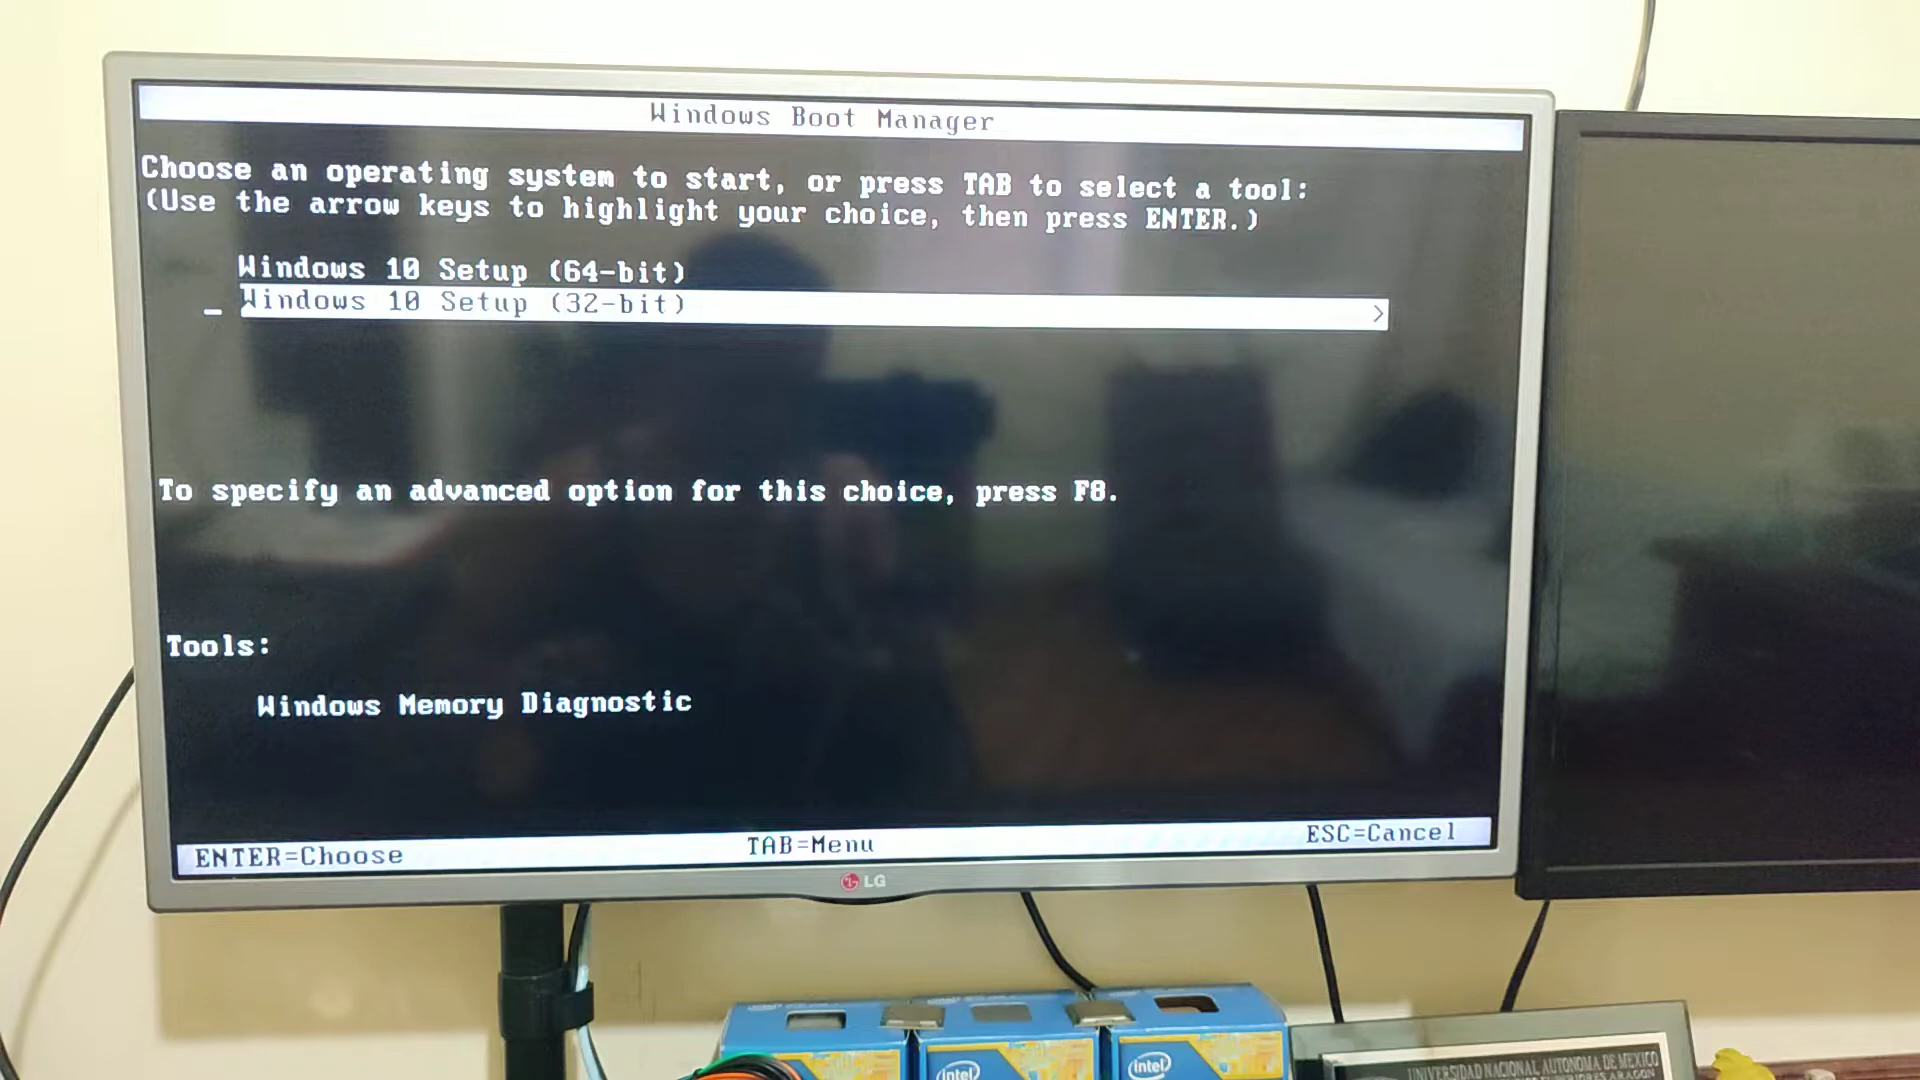 Windows Boot Manager
Choose an operating system to start, or press TAB to select a tool:
(Use the arrow keys to highlight your choice, then press ENTER.)
Windows 10 Setup (64-bit)
Windows 10 Setup (32-bit) >
To specify an advanced option for this choice, press F8.
Tools:
Windows Memory Diagnostic
ENTER=Choose TAB=Menu ESC=Cancel
LG
intel intel
UNIVERSIDAD NACIONAL AUTONOMA DE MEXICO